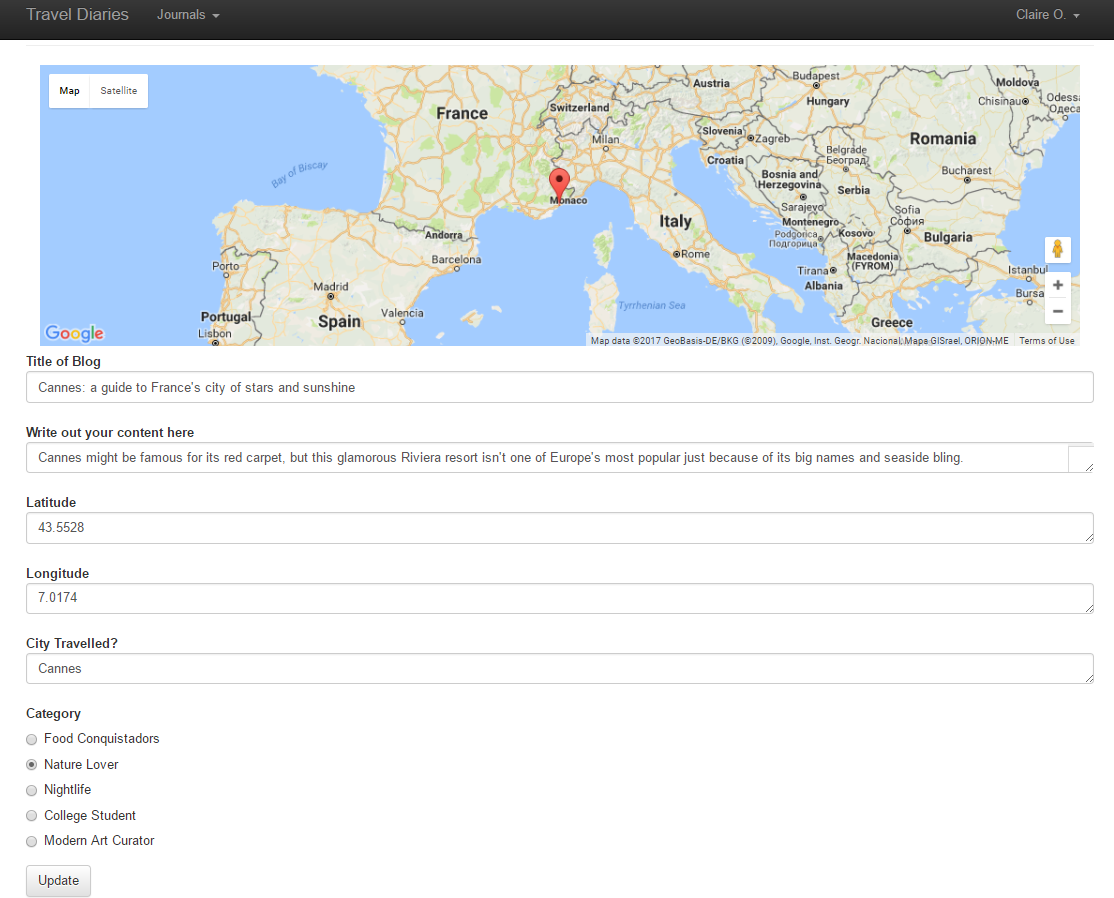 Travel Diaries Journals Claire O.
Map Satellite
Austria
Budapest
Moldova
Switzerland
Hungary
Chisinau
Odessa
Одеса
France
Milan
Slovenia
Zagreb
Romania
Croatia
Belgrade
Београд
Bay of Biscay
Bosnia and
Herzegovina
Bucharest
Serbia
Monaco
Sarajevo
Italy
Montenegro
Sofia
София
Andorra
Podgorica
Подгорица
Kosovo
Bulgaria
Barcelona
Rome
Macedonia
(FYROM)
Porto
Tirana
Istanbul
Madrid
Albania
Bursa
Portugal
Spain
Valencia
Tyrrhenian Sea
Greece
Lisbon
Google
Map data ©2017 GeoBasis-DE/BKG (©2009), Google, Inst. Geogr. Nacional, Mapa GISrael, ORION-ME Terms of Use
Title of Blog
Cannes: a guide to France's city of stars and sunshine
Write out your content here
Cannes might be famous for its red carpet, but this glamorous Riviera resort isn't one of Europe's most popular just because of its big names and seaside bling.
Latitude
43.5528
Longitude
7.0174
City Travelled?
Cannes
Category
Food Conquistadors
Nature Lover
Nightlife
College Student
Modern Art Curator
Update